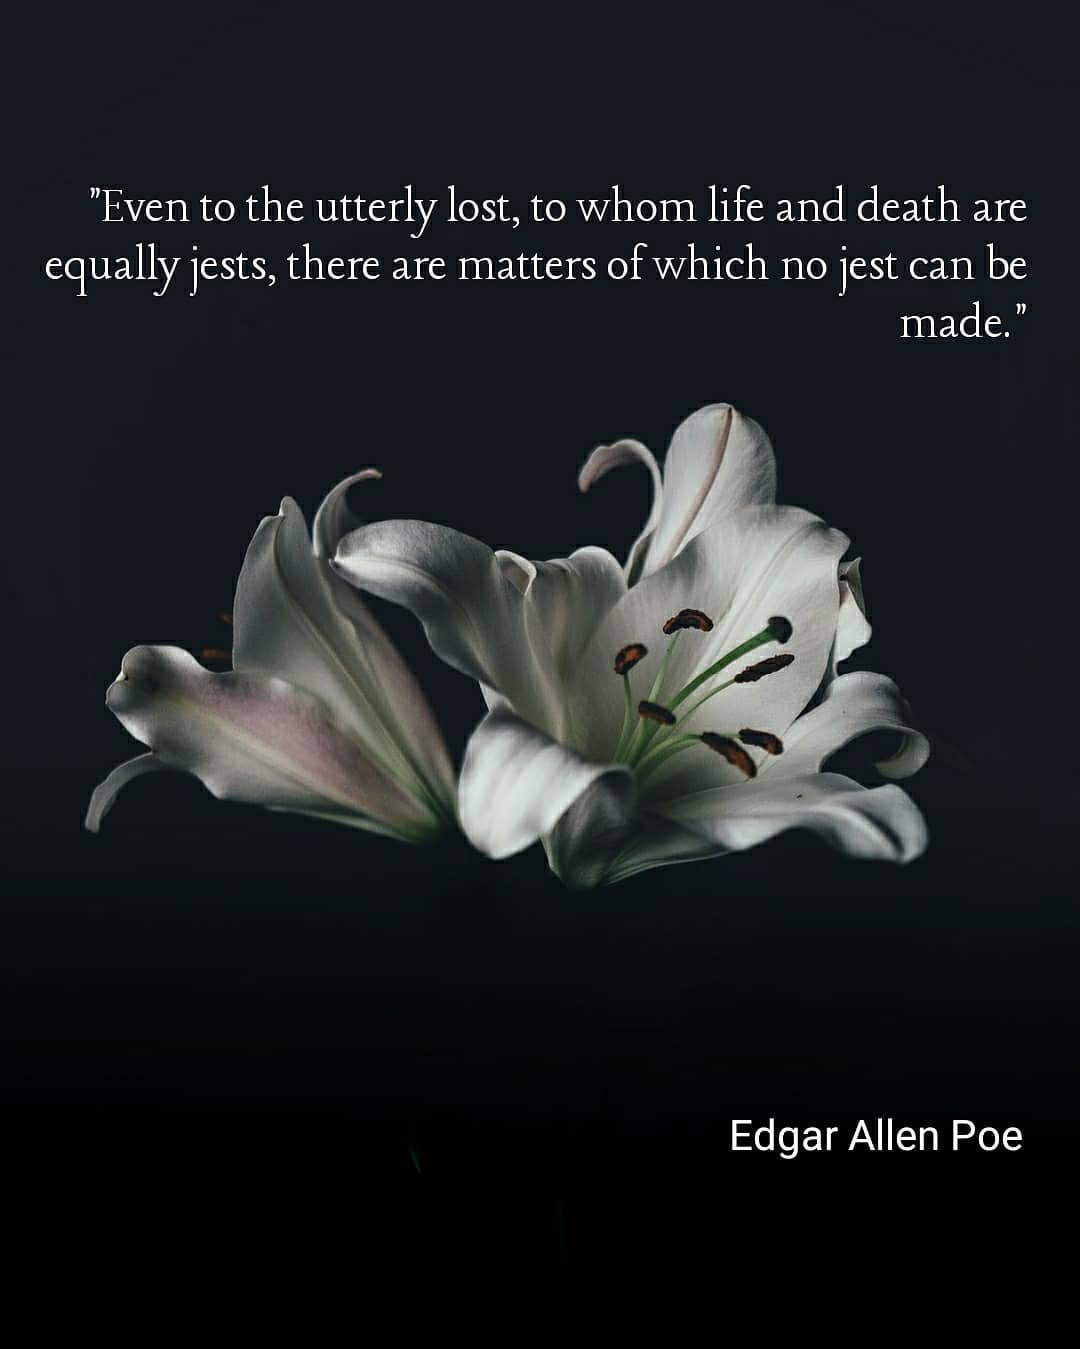 "Even to the utterly lost, to whom life and death are
equally jests, there are matters of which no jest can be
made."
Edgar Allen Poe